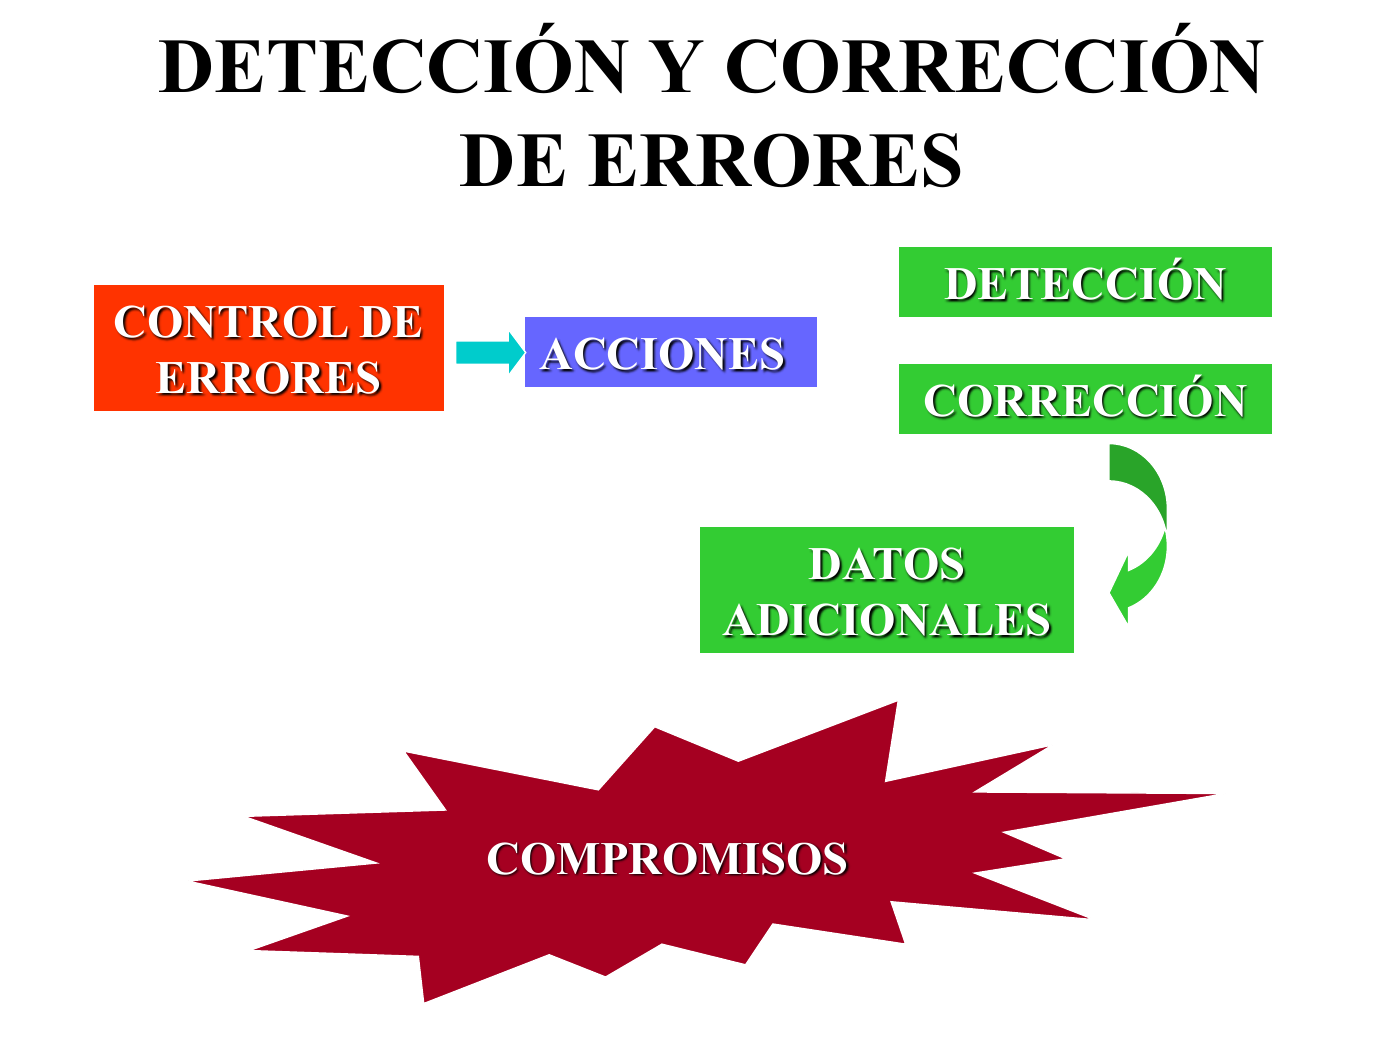 DETECCIÓN Y CORRECCIÓN
DE ERRORES
CONTROL DE
ERRORES
ACCIONES
DETECCIÓN
CORRECCIÓN
DATOS
ADICIONALES
COMPROMISOS